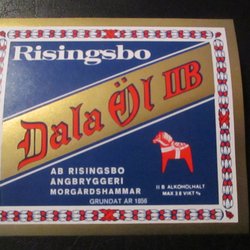 Risingsbo
Dala Öl IIB
AB RISINGSBO
ÅNGBRYGGERI
MORGÅRDSHAMMAR
GRUNDAT ÅR 1856
II B ALKOHOLHALT
MAX 2.8 VIKT %